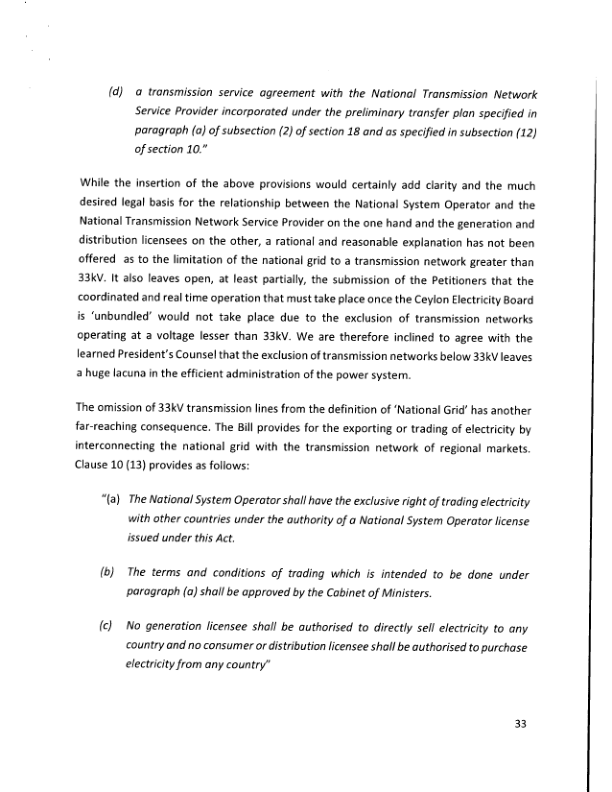 (d) a transmission service agreement with the National Transmission Network
Service Provider incorporated under the preliminary transfer plan specified in
paragraph (a) of subsection (2) of section 18 and as specified in subsection (12)
of section 10."
While the insertion of the above provisions would certainly add clarity and the much
desired legal basis for the relationship between the National System Operator and the
National Transmission Network Service Provider on the one hand and the generation and
distribution licensees on the other, a rational and reasonable explanation has not been
offered as to the limitation of the national grid to a transmission network greater than
33kV. It also leaves open, at least partially, the submission of the Petitioners that the
coordinated and real time operation that must take place once the Ceylon Electricity Board
is 'unbundled' would not take place due to the exclusion of transmission networks
operating at a voltage lesser than 33kV. We are therefore inclined to agree with the
learned President's Counsel that the exclusion of transmission networks below 33kV leaves
a huge lacuna in the efficient administration of the power system.
The omission of 33kV transmission lines from the definition of 'National Grid' has another
far-reaching consequence. The Bill provides for the exporting or trading of electricity by
interconnecting the national grid with the transmission network of regional markets.
Clause 10 (13) provides as follows:
"(a) The National System Operator shall have the exclusive right of trading electricity
with other countries under the authority of a National System Operator license
issued under this Act.
(b) The terms and conditions of trading which is intended to be done under
paragraph (a) shall be approved by the Cabinet of Ministers.
(c) No generation licensee shall be authorised to directly sell electricity to any
country and no consumer or distribution licensee shall be authorised to purchase
electricity from any country"
33